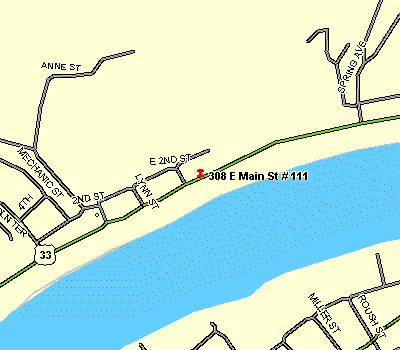 SPRING AVE
ANNE ST
MECHANIC ST
E 2ND ST
308 E Main St # 111
LYNN ST
2ND ST
4TH
NTER
33
MILLER ST
ROUSH ST